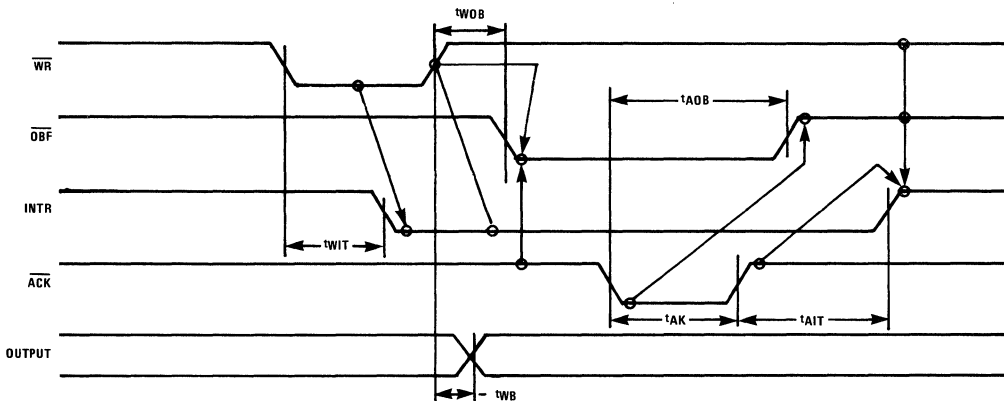 tWOB
WR
tAOB
OBF
INTR
tWIT
ACK
tAK
tAIT
OUTPUT
tWB